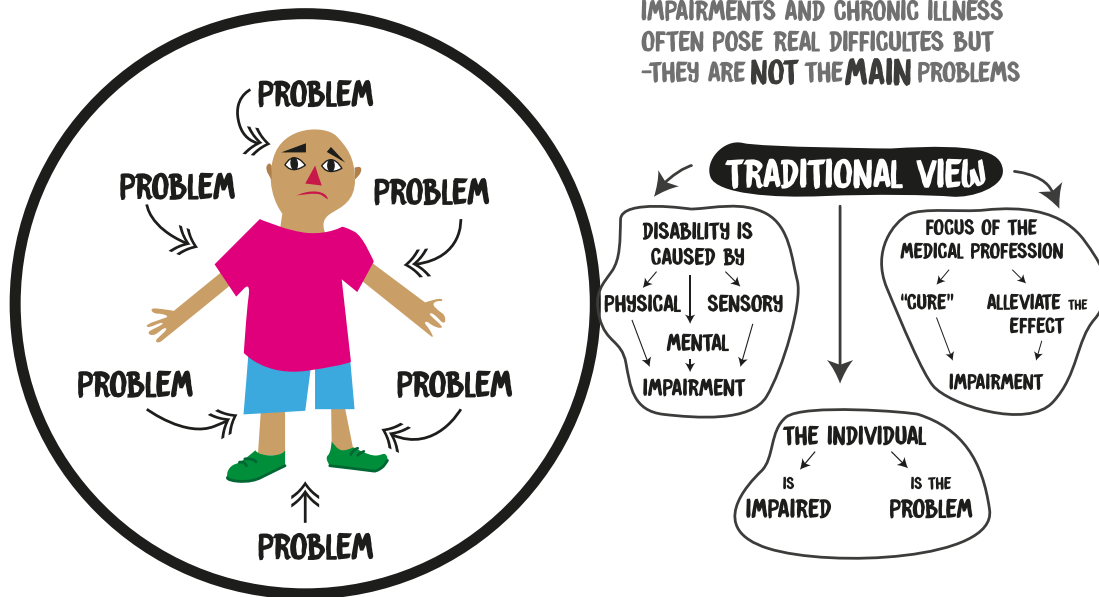 IMPAIRMENTS AND CHRONIC ILLNESS
OFTEN POSE REAL DIFFICULTES BUT
-THEY ARE NOT THE MAIN PROBLEMS
PROBLEM
PROBLEM
PROBLEM
PROBLEM
PROBLEM
PROBLEM
TRADITIONAL VIEW
DISABILITY IS
CAUSED BY
PHYSICAL
SENSORY
MENTAL
IMPAIRMENT
FOCUS OF THE
MEDICAL PROFESSION
"CURE"
ALLEVIATE THE
EFFECT
IMPAIRMENT
THE INDIVIDUAL
IS
IMPAIRED
IS THE
PROBLEM